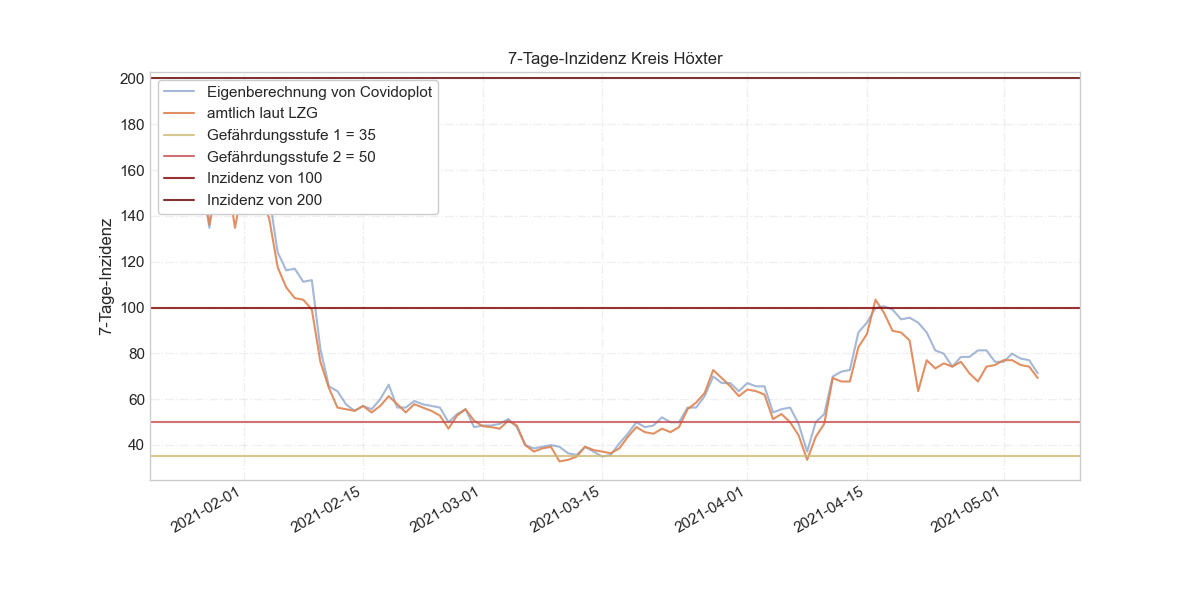 7-Tage-Inzidenz Kreis Höxter
7-Tage-Inzidenz
200
180
160
140
120
100
80
60
40
Eigenberechnung von Covidoplot
amtlich laut LZG
Gefährdungsstufe 1 = 35
Gefährdungsstufe 2 = 50
Inzidenz von 100
Inzidenz von 200
2021-02-01
2021-02-15
2021-03-01
2021-03-15
2021-04-01
2021-04-15
2021-05-01